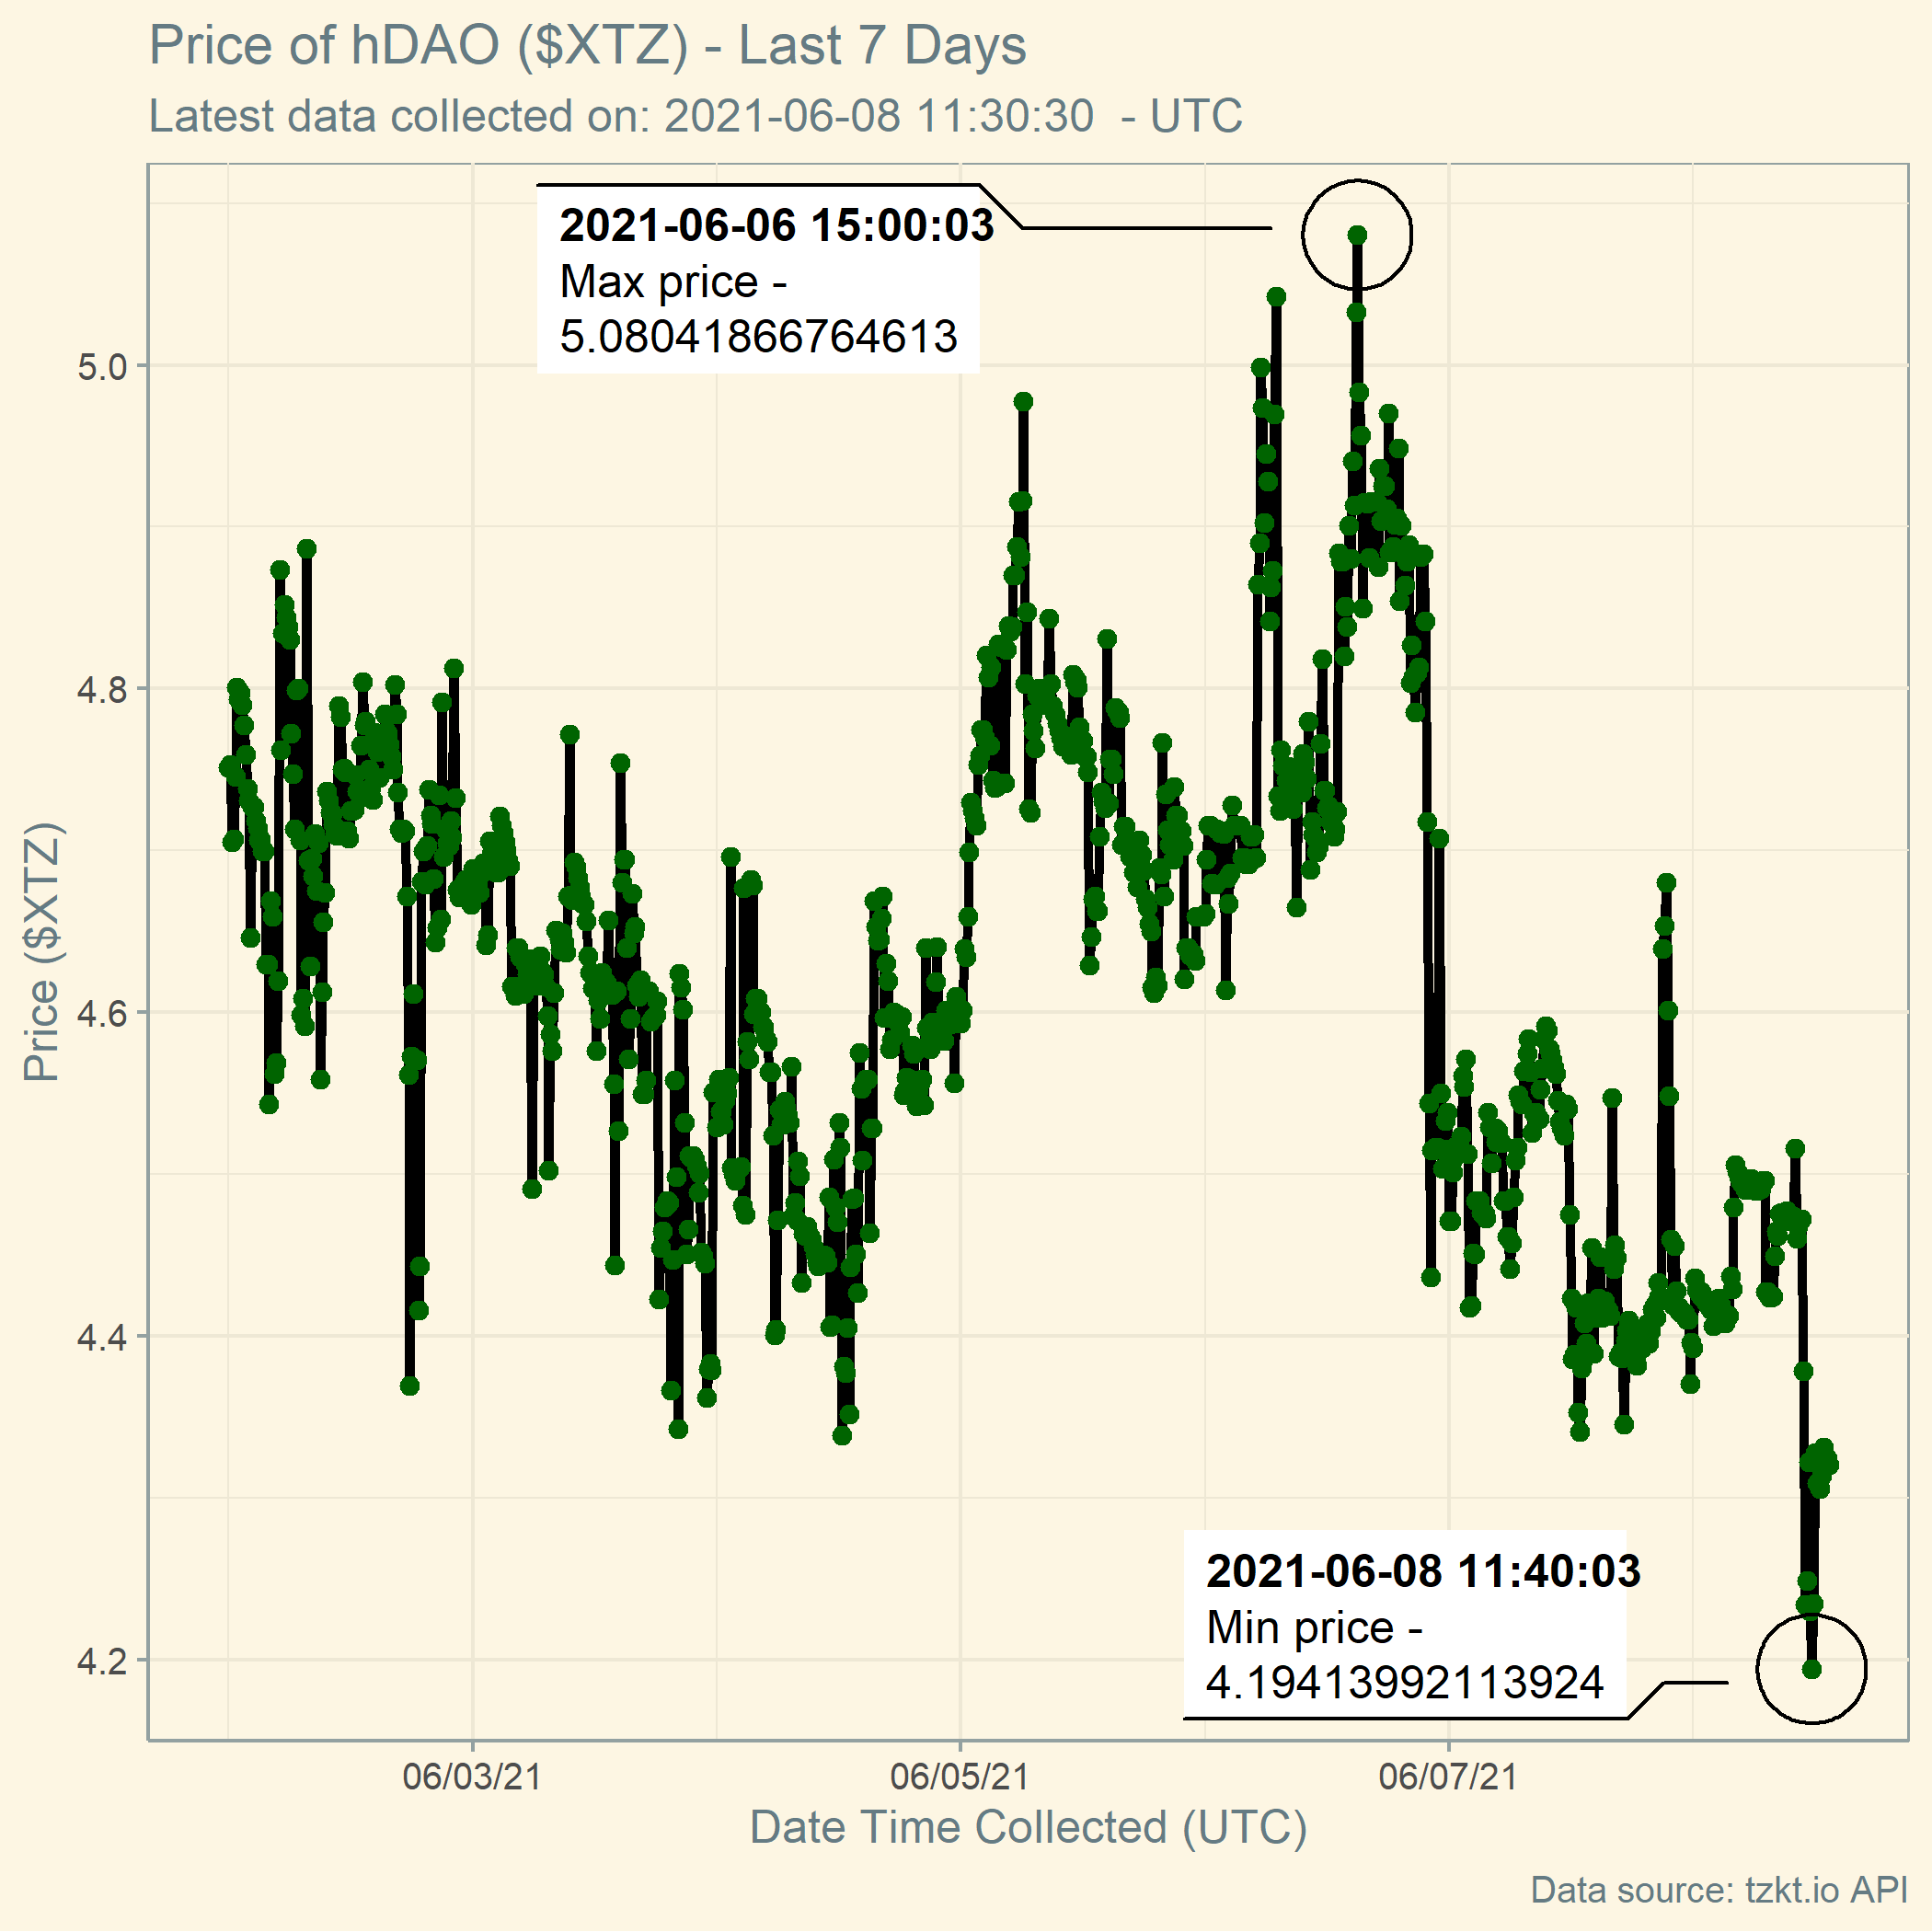 Price of hDAO ($XTZ) - Last 7 Days
Latest data collected on: 2021-06-08 11:30:30  - UTC
2021-06-06 15:00:03
Max price -
5.08041866764613
5.0
4.8
4.6
4.4
4.2
Price ($XTZ)
2021-06-08 11:40:03
Min price -
4.19413992113924
06/03/21
06/05/21
06/07/21
Date Time Collected (UTC)
Data source: tzkt.io API